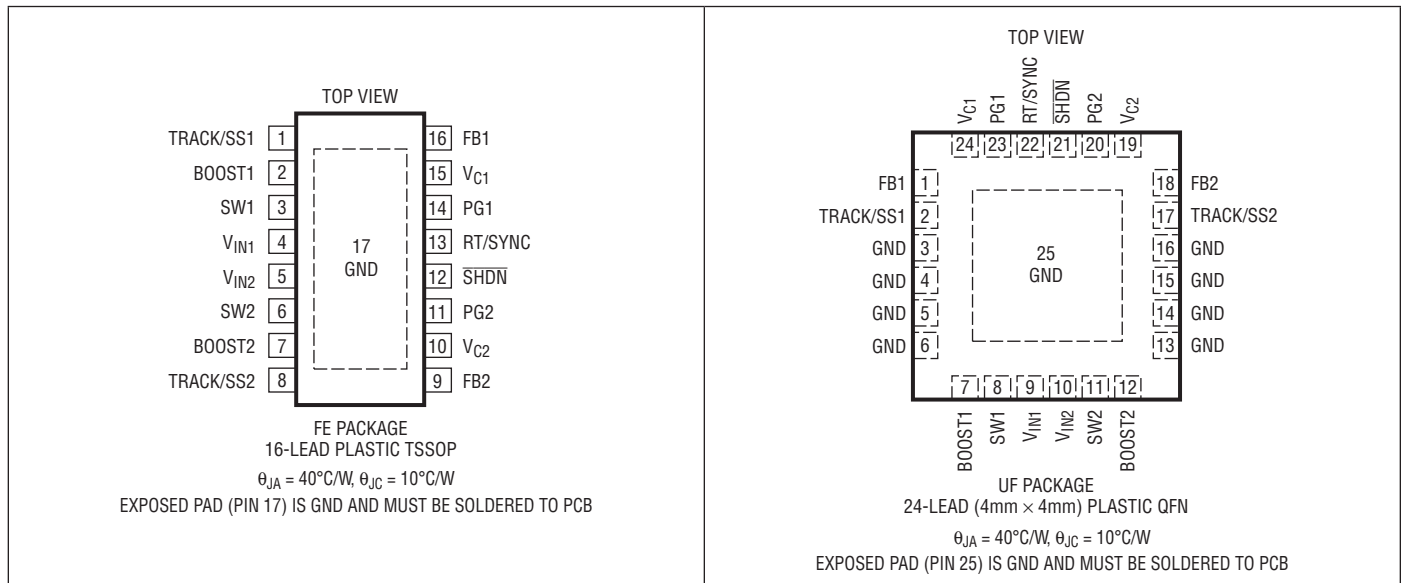 TOP VIEW
TRACK/SS1 1
BOOST1 2
SW1 3
VIN1 4
VIN2 5
SW2 6
BOOST2 7
TRACK/SS2 8
17
GND
16 FB1
15 VC1
14 PG1
13 RT/SYNC
12 S̅H̅D̅N̅
11 PG2
10 VC2
9 FB2
FE PACKAGE
16-LEAD PLASTIC TSSOP
θJA = 40°C/W, θJC = 10°C/W
EXPOSED PAD (PIN 17) IS GND AND MUST BE SOLDERED TO PCB
TOP VIEW
VC1 PG1 RT/SYNC S̅H̅D̅N̅ PG2 VC2
24 23 22 21 20 19
FB1 1
TRACK/SS1 2
GND 3
GND 4
GND 5
GND 6
25
GND
18 FB2
17 TRACK/SS2
16 GND
15 GND
14 GND
13 GND
7 8 9 10 11 12
BOOST1 SW1 VIN1 VIN2 SW2 BOOST2
UF PACKAGE
24-LEAD (4mm × 4mm) PLASTIC QFN
θJA = 40°C/W, θJC = 10°C/W
EXPOSED PAD (PIN 25) IS GND AND MUST BE SOLDERED TO PCB